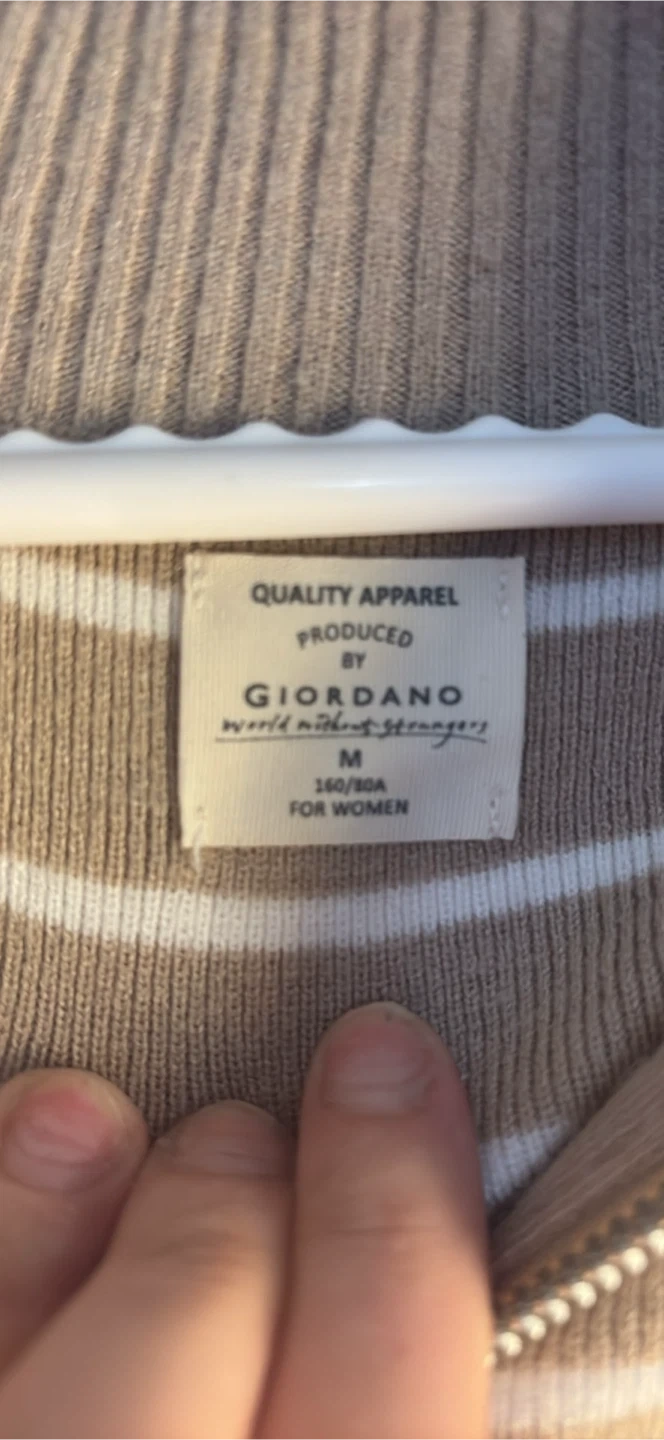 QUALITY APPAREL
PRODUCED
BY
GIORDANO
World without strangers
M
160/80A
FOR WOMEN